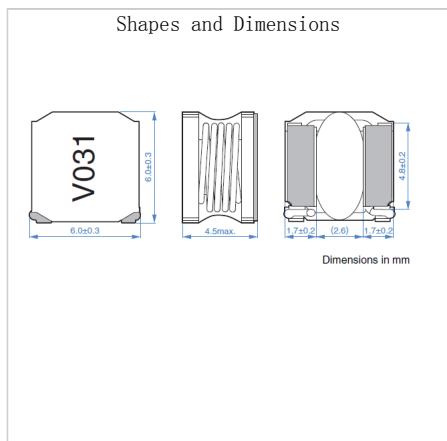 Shapes and Dimensions
V031
6.0±0.3
6.0±0.3
4.5max.
4.8±0.2
1.7±0.2
(2.6)
1.7±0.2
Dimensions in mm